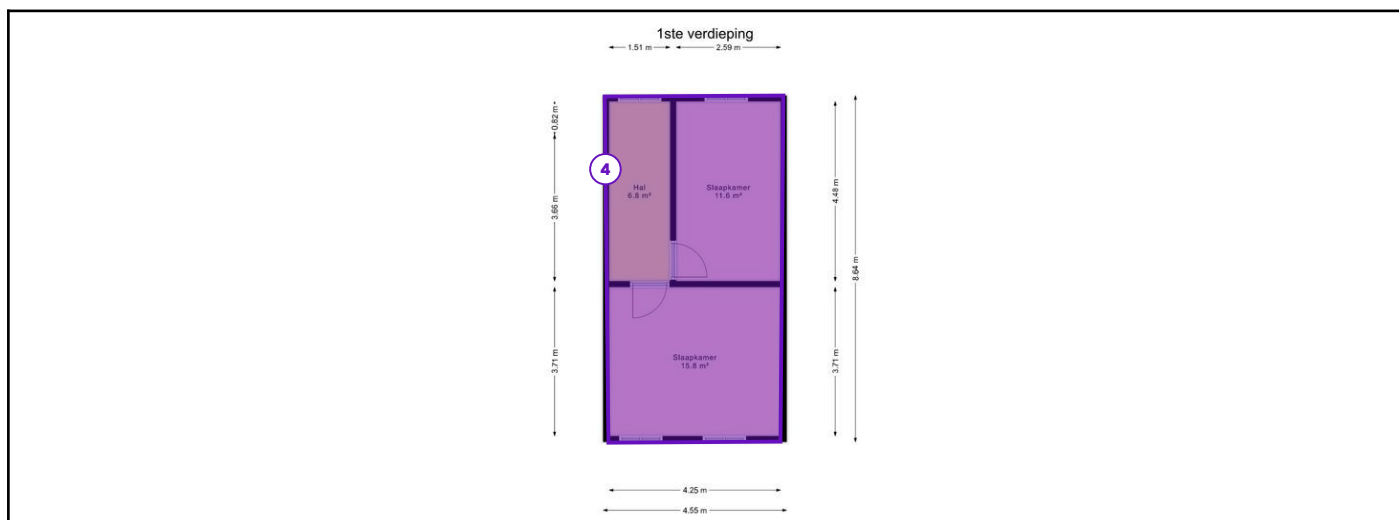 1ste verdieping
1.51 m
2.59 m
0.82 m
4
Hal
6.8 m²
Slaapkamer
11.6 m²
3.66 m
4.48 m
8.64 m
Slaapkamer
15.8 m²
3.71 m
3.71 m
4.25 m
4.55 m